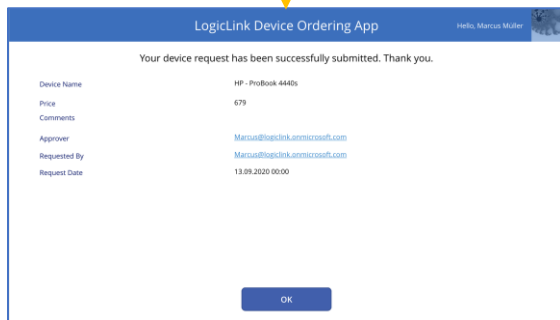 LogicLink Device Ordering App
Hello, Marcus Müller
Your device request has been successfully submitted. Thank you.
Device Name HP - ProBook 4440s
Price 679
Comments
Approver Marcus@logiclink.onmicrosoft.com
Requested By Marcus@logiclink.onmicrosoft.com
Request Date 13.09.2020 00:00
OK